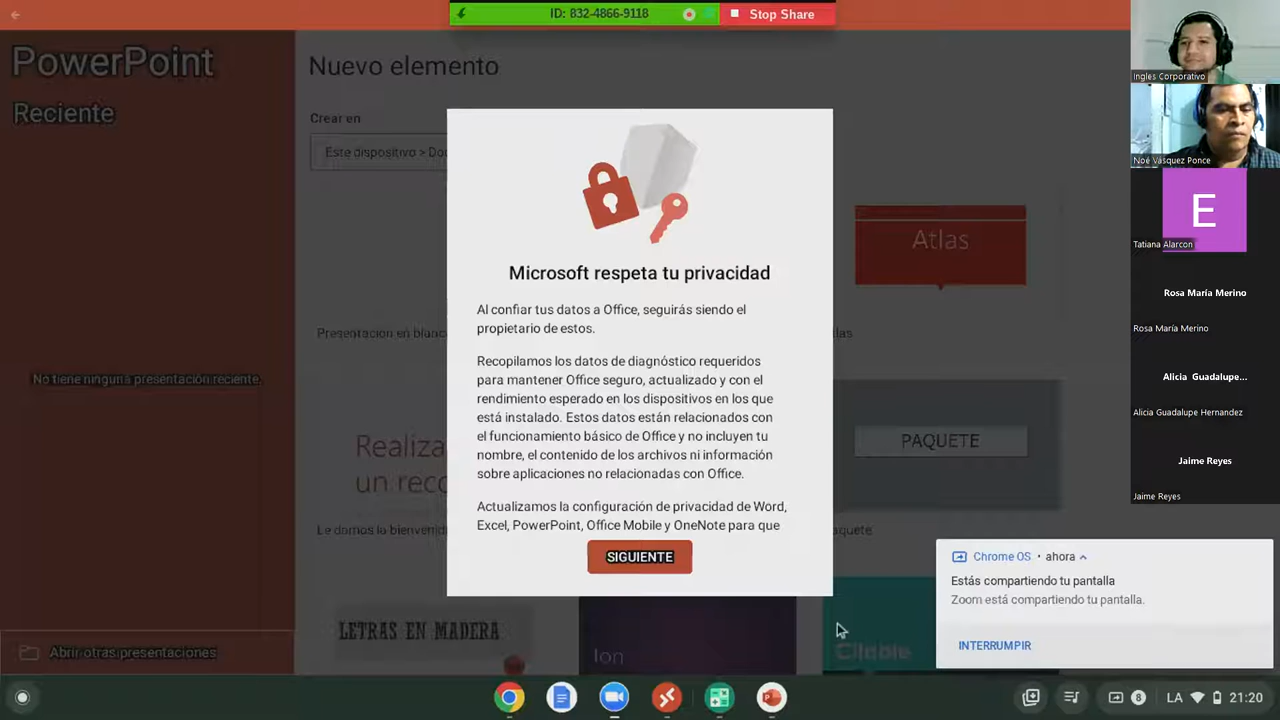 ID: 832-4866-9118
Stop Share
PowerPoint
Reciente
No tiene ninguna presentación reciente.
Abrir otras presentaciones
Nuevo elemento
Crear en
Este dispositivo > Do
Presentación en blanc
Atlas
las
Realiza
un reco
Le damos la bienvenid
PAQUETE
aquete
LETRAS EN MADERA
Ion
Citable
Microsoft respeta tu privacidad
Al confiar tus datos a Office, seguirás siendo el
propietario de estos.
Recopilamos los datos de diagnóstico requeridos
para mantener Office seguro, actualizado y con el
rendimiento esperado en los dispositivos en los que
está instalado. Estos datos están relacionados con
el funcionamiento básico de Office y no incluyen tu
nombre, el contenido de los archivos ni información
sobre aplicaciones no relacionadas con Office.
Actualizamos la configuración de privacidad de Word,
Excel, PowerPoint, Office Mobile y OneNote para que
SIGUIENTE
Ingles Corporativo
Noé Vásquez Ponce
E
Tatiana Alarcon
Rosa María Merino
Rosa María Merino
Alicia Guadalupe...
Alicia Guadalupe Hernandez
Jaime Reyes
Jaime Reyes
Chrome OS • ahora
Estás compartiendo tu pantalla
Zoom está compartiendo tu pantalla.
INTERRUMPIR
8
LA
21:20